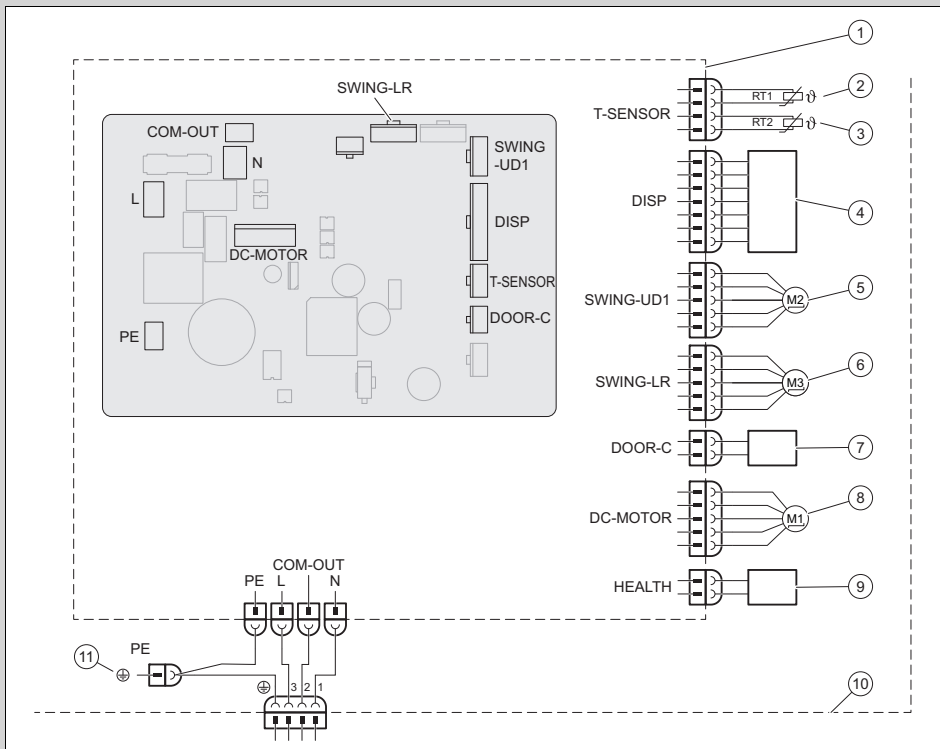 1
SWING-LR
T-SENSOR
RT1
ϑ
2
RT2
ϑ
3
COM-OUT
N
SWING
-UD1
L
DISP
DISP
4
DC-MOTOR
T-SENSOR
SWING-UD1
M2
5
PE
DOOR-C
SWING-LR
M3
6
DOOR-C
7
DC-MOTOR
M1
8
HEALTH
9
COM-OUT
PE L N
PE
11
3 2 1
10